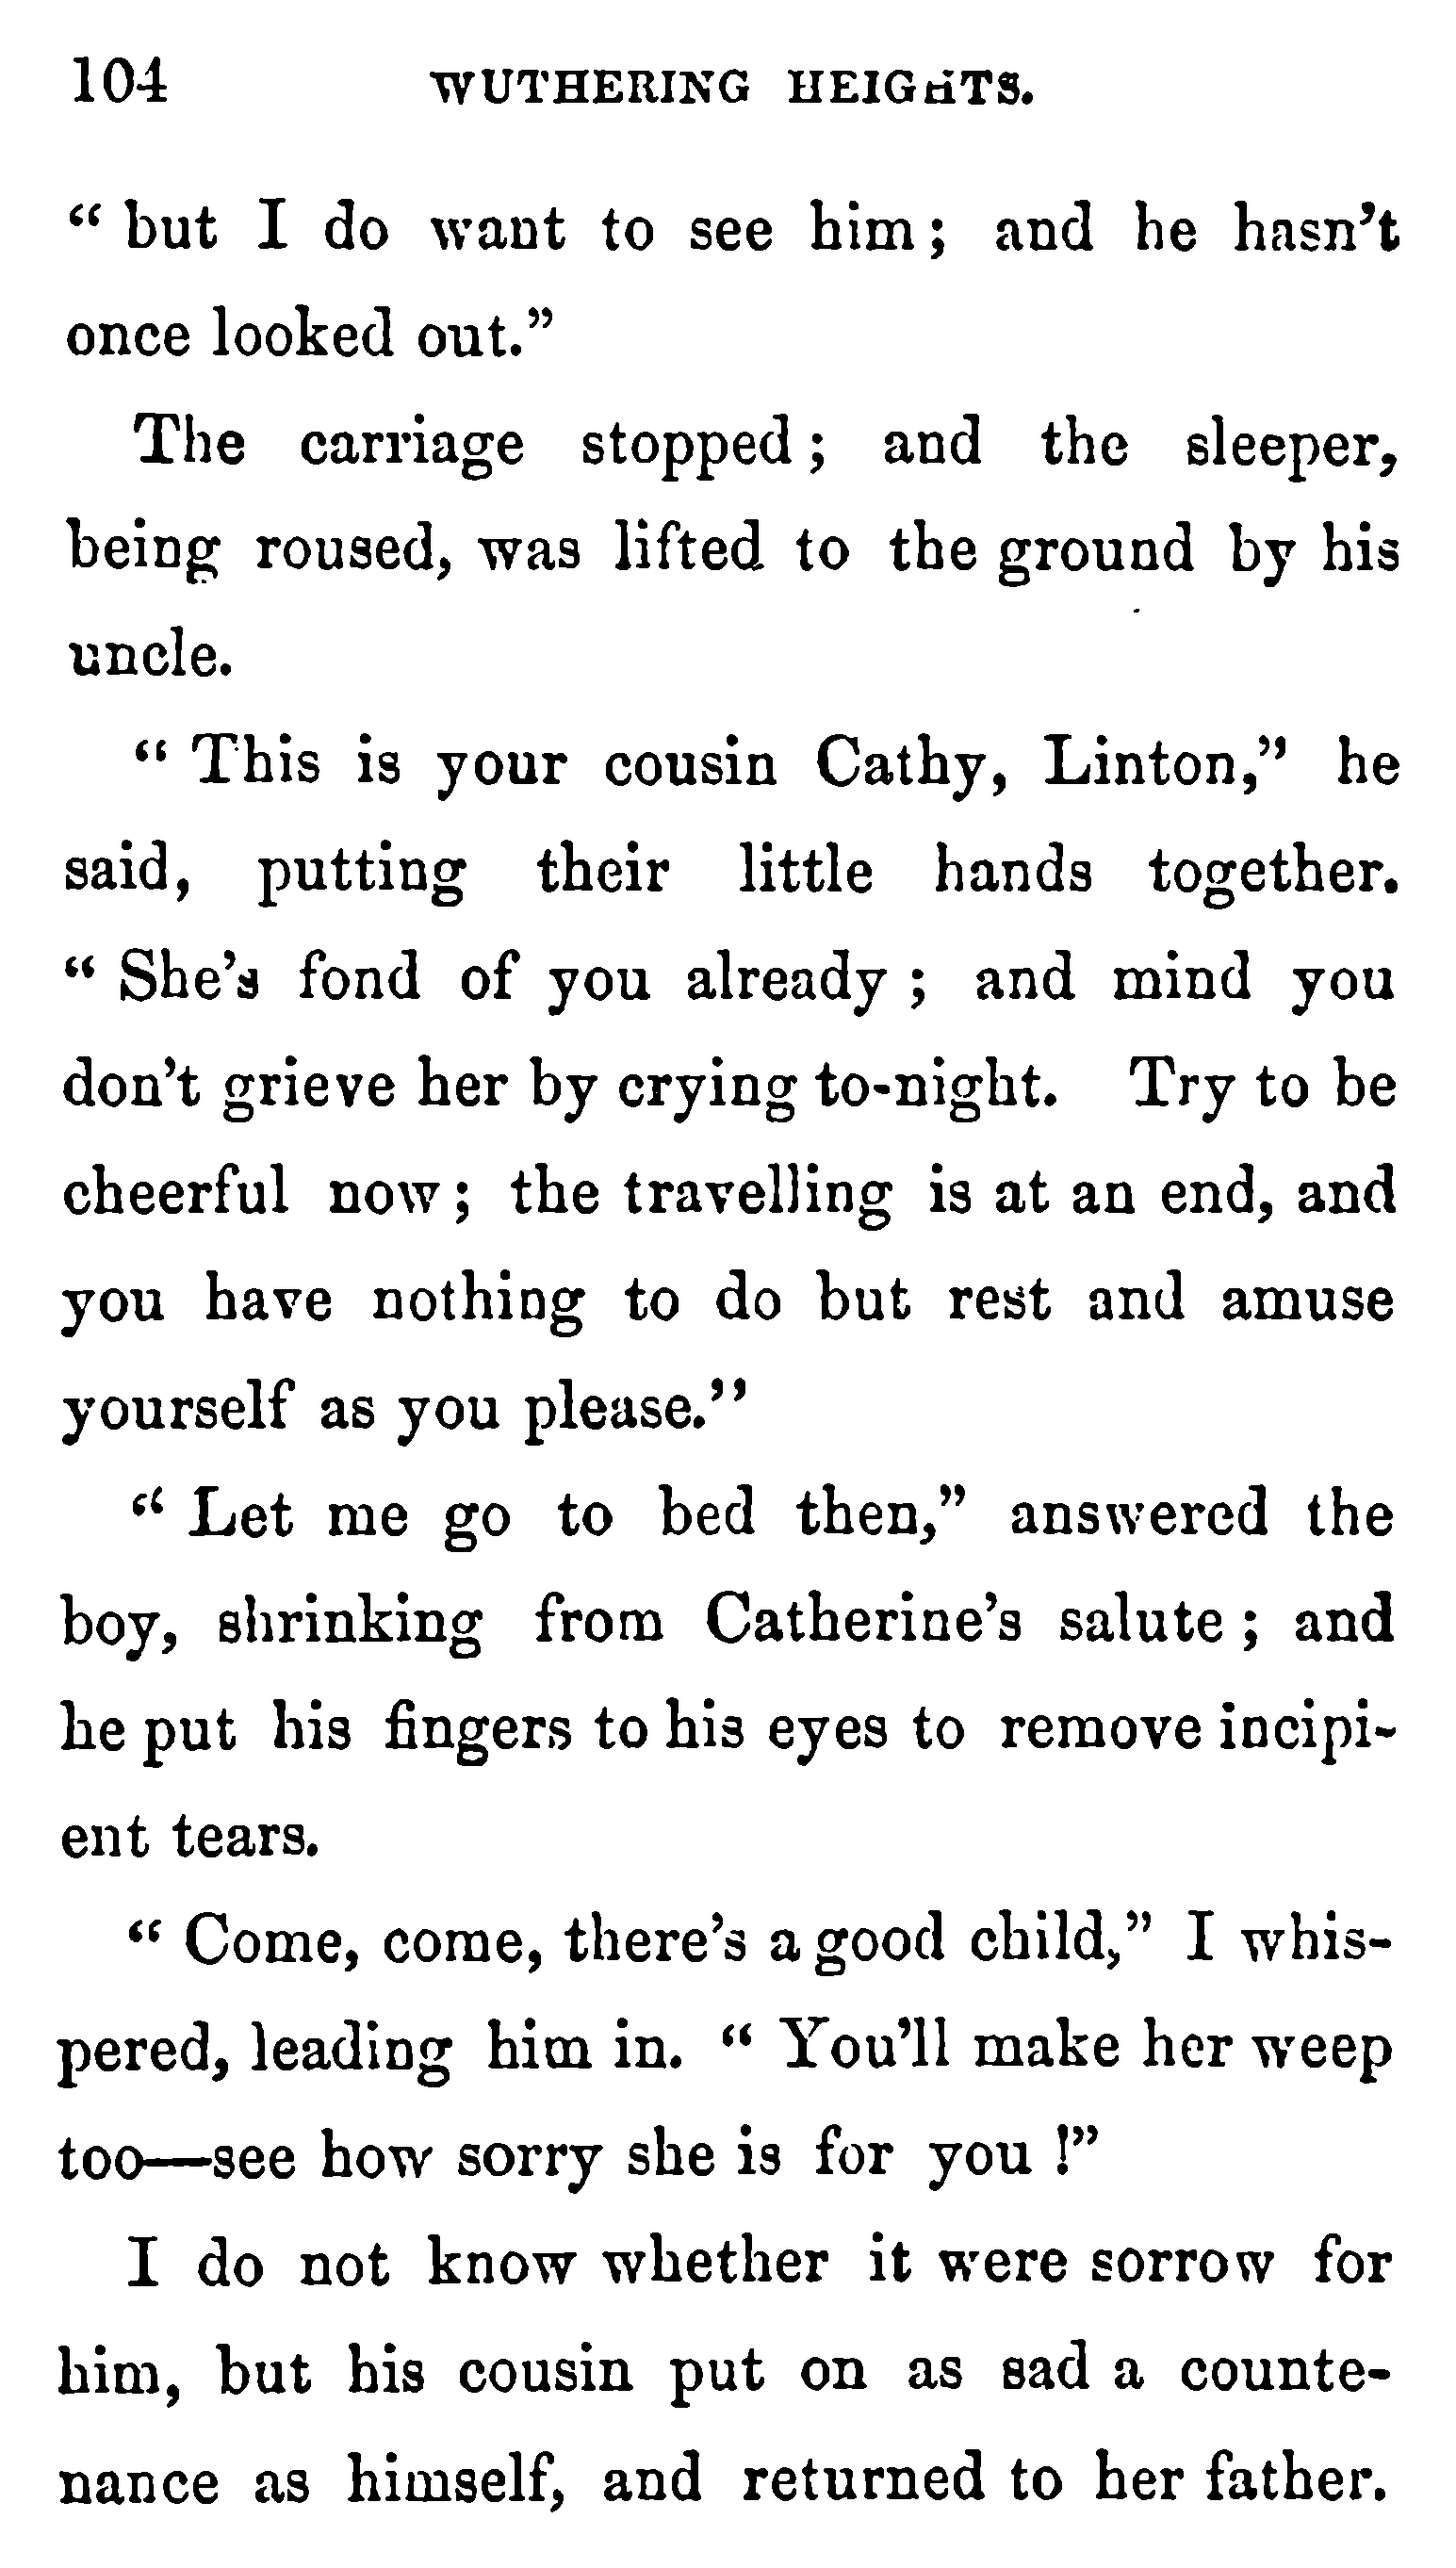 104 WUTHERING HEIGHTS.
“ but I do want to see him ; and he hasn’t
once looked out.”
The carriage stopped ; and the sleeper,
being roused, was lifted to the ground by his
uncle.
“ This is your cousin Cathy, Linton,” he
said, putting their little hands together.
“ She’s fond of you already ; and mind you
don’t grieve her by crying to-night. Try to be
cheerful now ; the travelling is at an end, and
you have nothing to do but rest and amuse
yourself as you please.”
“ Let me go to bed then,” answered the
boy, shrinking from Catherine’s salute ; and
he put his fingers to his eyes to remove incipi-
ent tears.
“ Come, come, there’s a good child,” I whis-
pered, leading him in. “ You’ll make her weep
too—see how sorry she is for you !”
I do not know whether it were sorrow for
him, but his cousin put on as sad a counte-
nance as himself, and returned to her father.